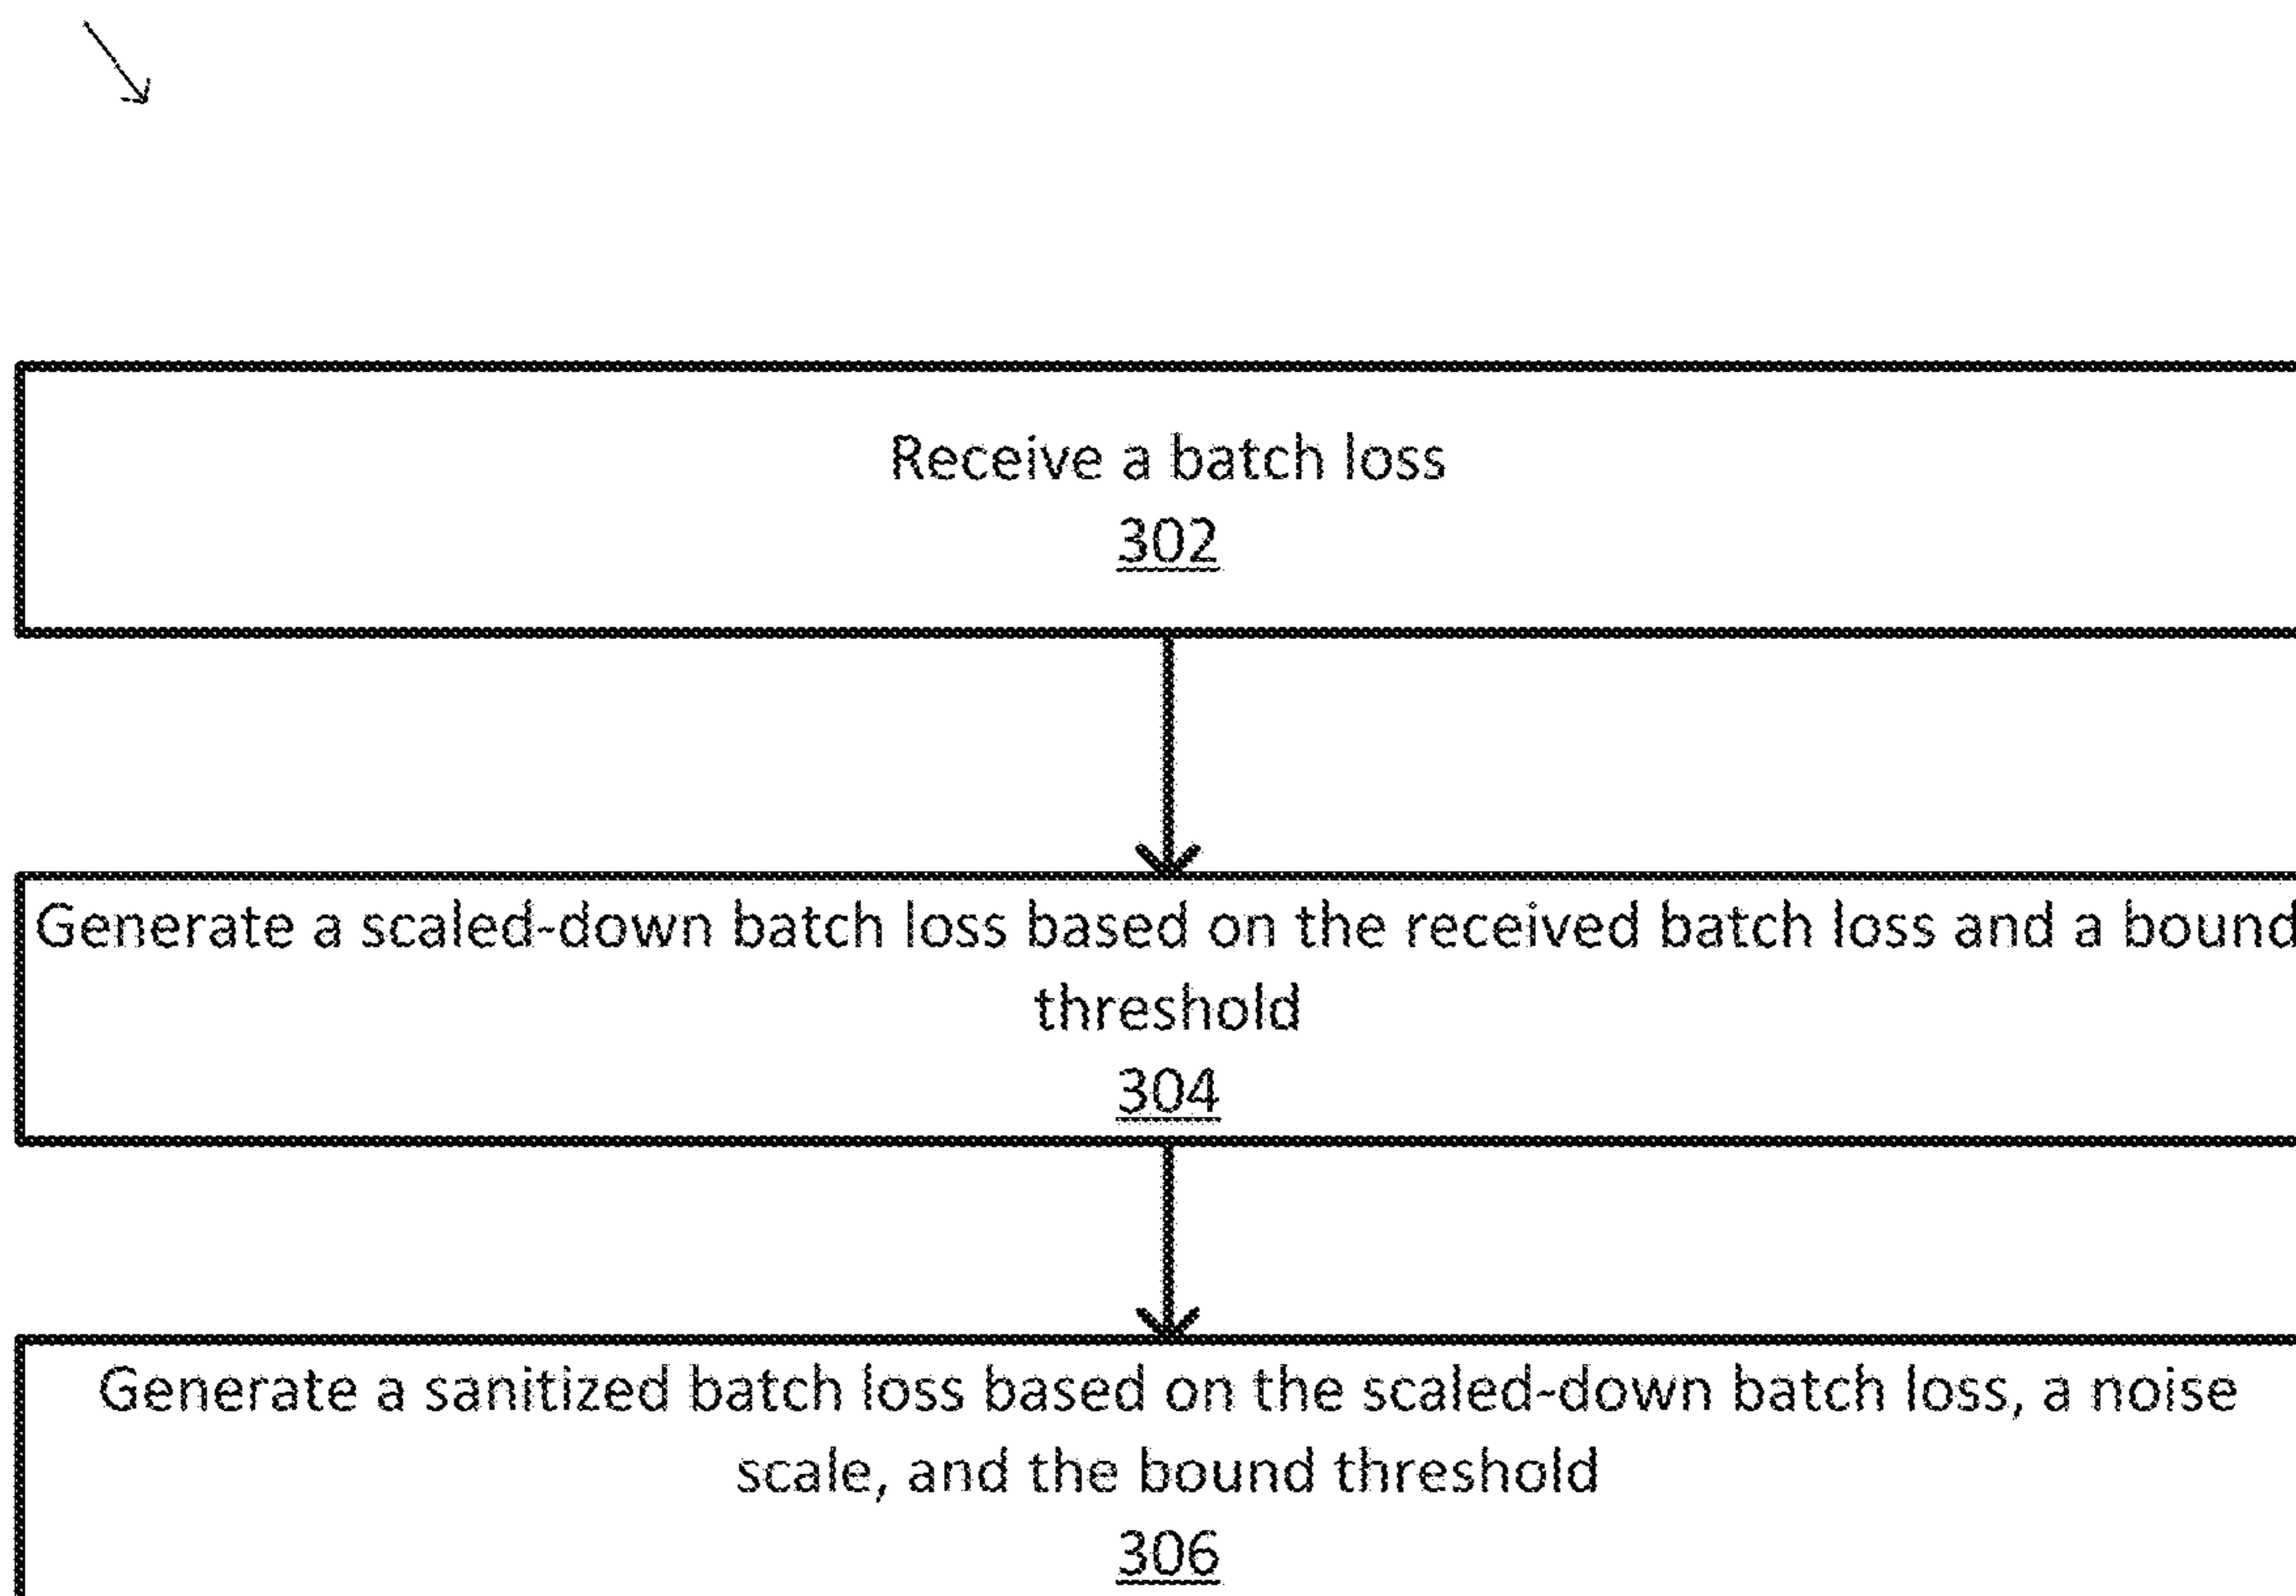 Receive a batch loss
302
Generate a scaled-down batch loss based on the received batch loss and a bound
threshold
304
Generate a sanitized batch loss based on the scaled-down batch loss, a noise
scale, and the bound threshold
306